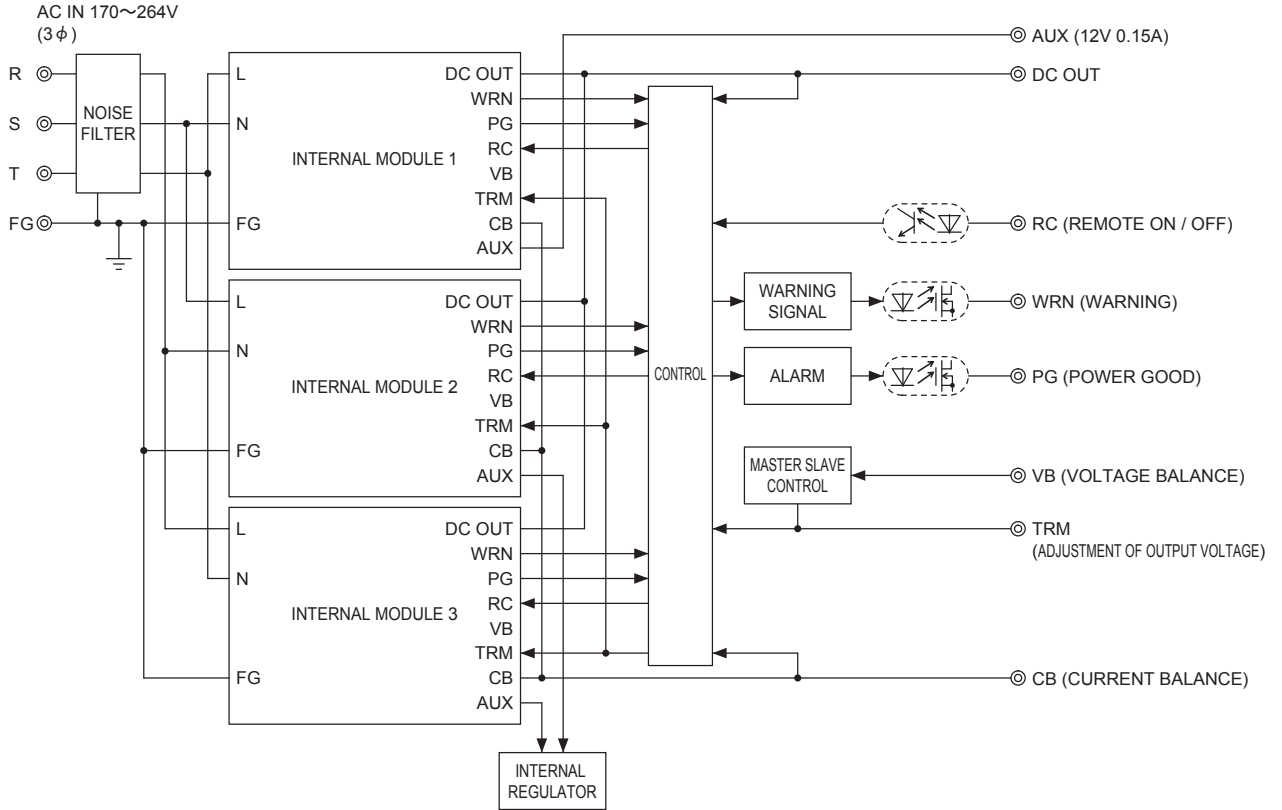 AC IN 170～264V
(3φ)
R
S
T
FG
NOISE
FILTER
L
N
FG
INTERNAL MODULE 1
DC OUT
WRN
PG
RC
VB
TRM
CB
AUX
L
N
FG
INTERNAL MODULE 2
DC OUT
WRN
PG
RC
VB
TRM
CB
AUX
L
N
FG
INTERNAL MODULE 3
DC OUT
WRN
PG
RC
VB
TRM
CB
AUX
INTERNAL
REGULATOR
CONTROL
WARNING
SIGNAL
ALARM
MASTER SLAVE
CONTROL
AUX (12V 0.15A)
DC OUT
RC (REMOTE ON / OFF)
WRN (WARNING)
PG (POWER GOOD)
VB (VOLTAGE BALANCE)
TRM
(ADJUSTMENT OF OUTPUT VOLTAGE)
CB (CURRENT BALANCE)